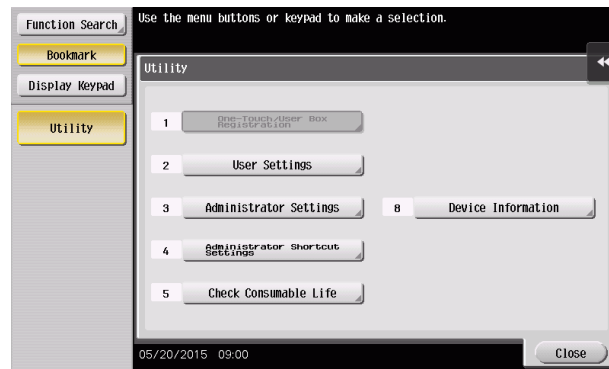 Function Search
Use the menu buttons or keypad to make a selection.
Bookmark
Display Keypad
Utility
Utility
1 One-Touch/User Box
Registration
2 User Settings
3 Administrator Settings
8 Device Information
4 Administrator Shortcut
Settings
5 Check Consumable Life
05/20/2015 09:00
Close